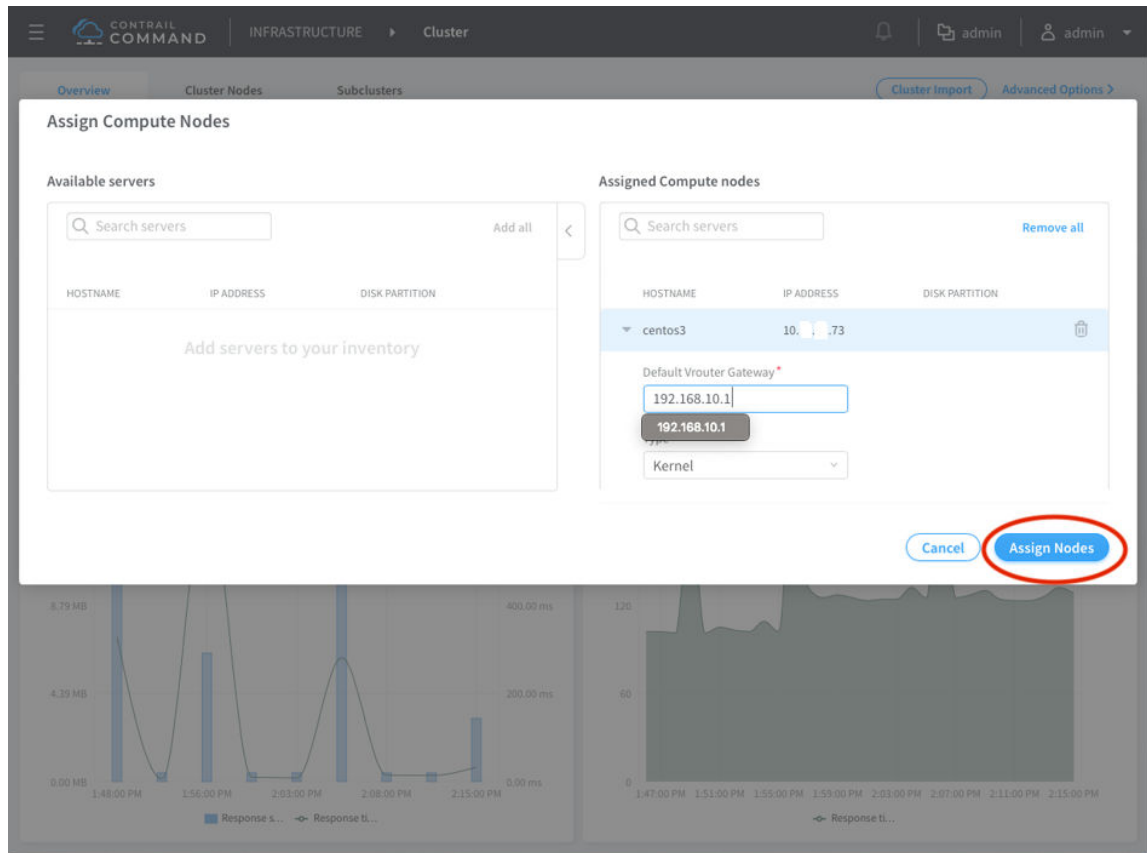 CONTRAIL
COMMAND
INFRASTRUCTURE ▸ Cluster
admin
admin
Overview Cluster Nodes Subclusters
Cluster Import Advanced Options >
Assign Compute Nodes
Available servers
Search servers Add all
HOSTNAME IP ADDRESS DISK PARTITION
Add servers to your inventory
Assigned Compute nodes
Search servers Remove all
HOSTNAME IP ADDRESS DISK PARTITION
centos3 10. . .73
Default Vrouter Gateway*
192.168.10.1
192.168.10.1
Type
Kernel
Cancel Assign Nodes
8.79 MB 400.00 ms
4.39 MB 200.00 ms
0.00 MB 0.00 ms
1:48:00 PM 1:56:00 PM 2:03:00 PM 2:08:00 PM 2:15:00 PM
Response s... Response ti...
120
60
0
1:47:00 PM 1:51:00 PM 1:55:00 PM 1:59:00 PM 2:03:00 PM 2:07:00 PM 2:11:00 PM 2:15:00 PM
Response ti...